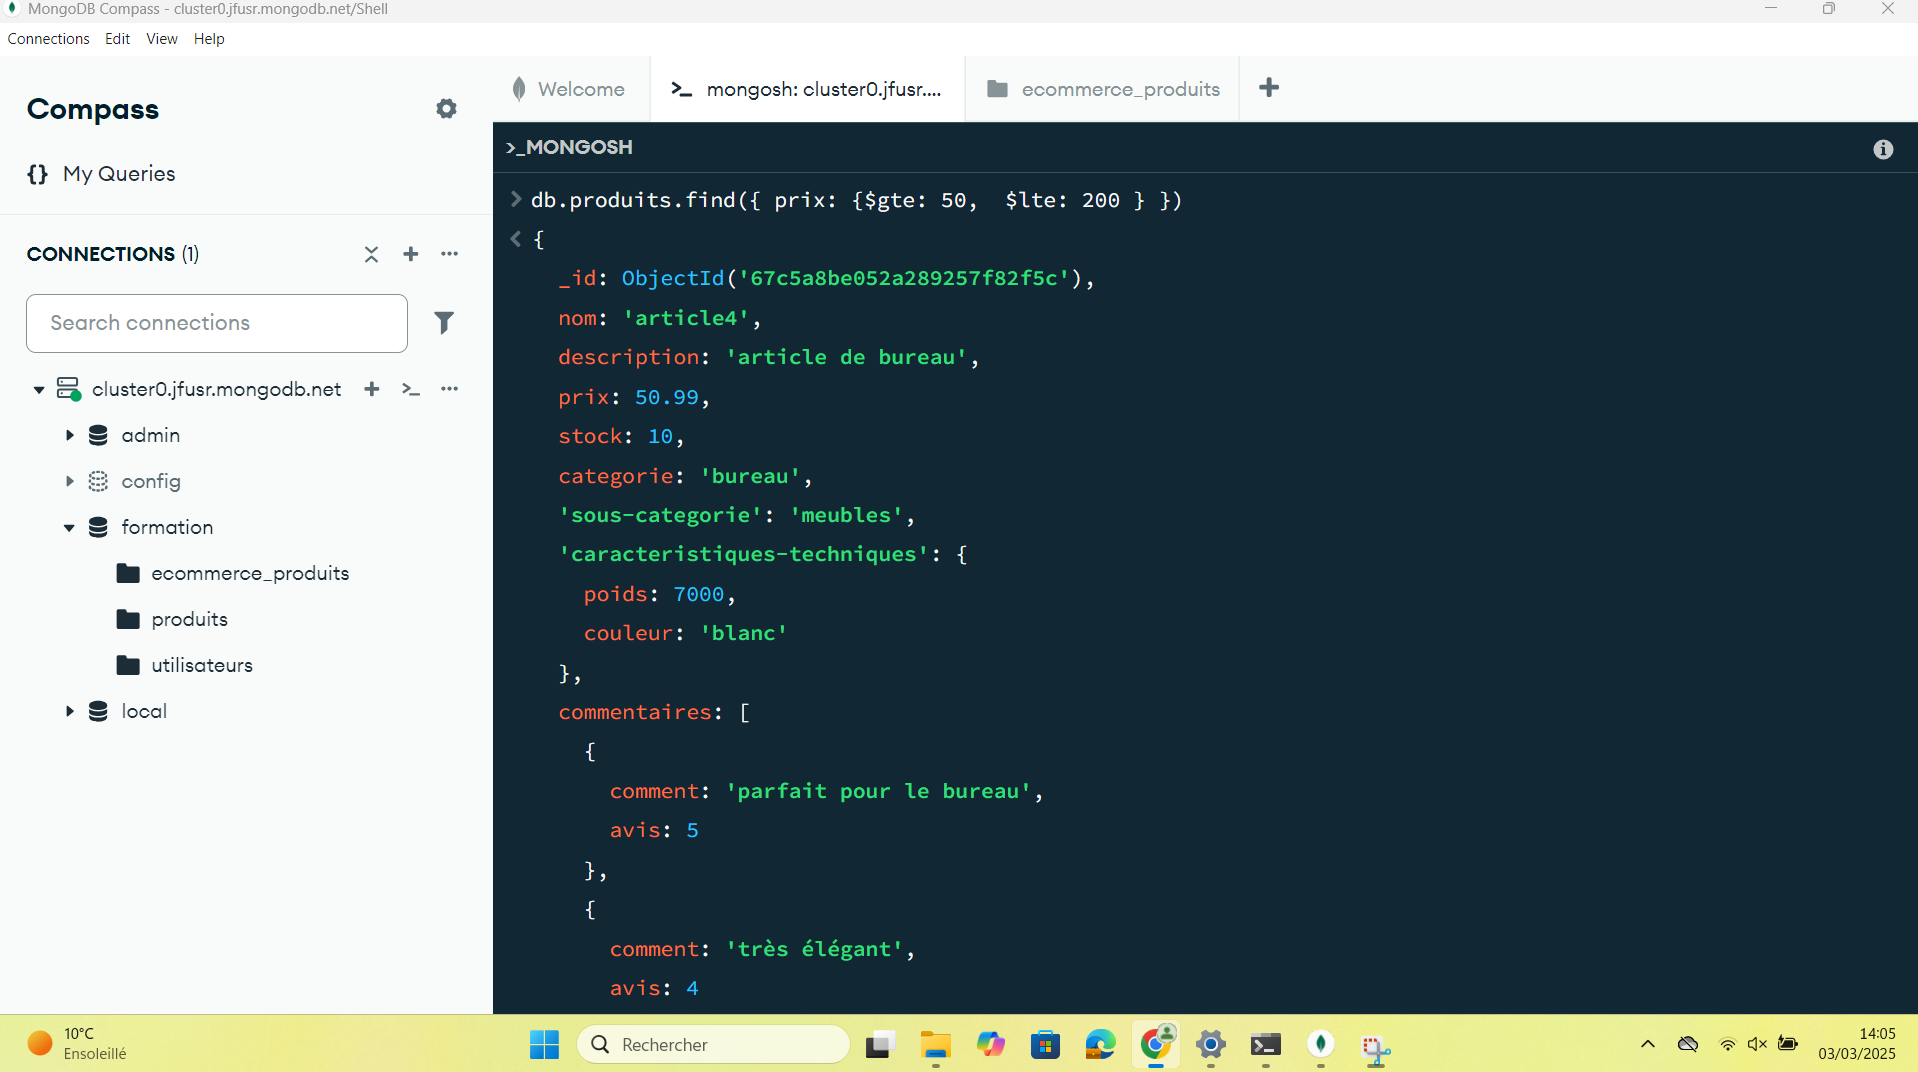 MongoDB Compass - cluster0.jfusr.mongodb.net/Shell
Connections Edit View Help
Compass
{} My Queries
CONNECTIONS (1)
Search connections
cluster0.jfusr.mongodb.net
admin
config
formation
ecommerce_produits
produits
utilisateurs
local
Welcome
mongosh: cluster0.jfusr....
ecommerce_produits
>_MONGOSH
> db.produits.find({ prix: {$gte: 50,  $lte: 200 } })
< {
_id: ObjectId('67c5a8be052a289257f82f5c'),
nom: 'article4',
description: 'article de bureau',
prix: 50.99,
stock: 10,
categorie: 'bureau',
'sous-categorie': 'meubles',
'caracteristiques-techniques': {
poids: 7000,
couleur: 'blanc'
},
commentaires: [
{
comment: 'parfait pour le bureau',
avis: 5
},
{
comment: 'très élégant',
avis: 4
10°C
Ensoleillé
Rechercher
14:05
03/03/2025